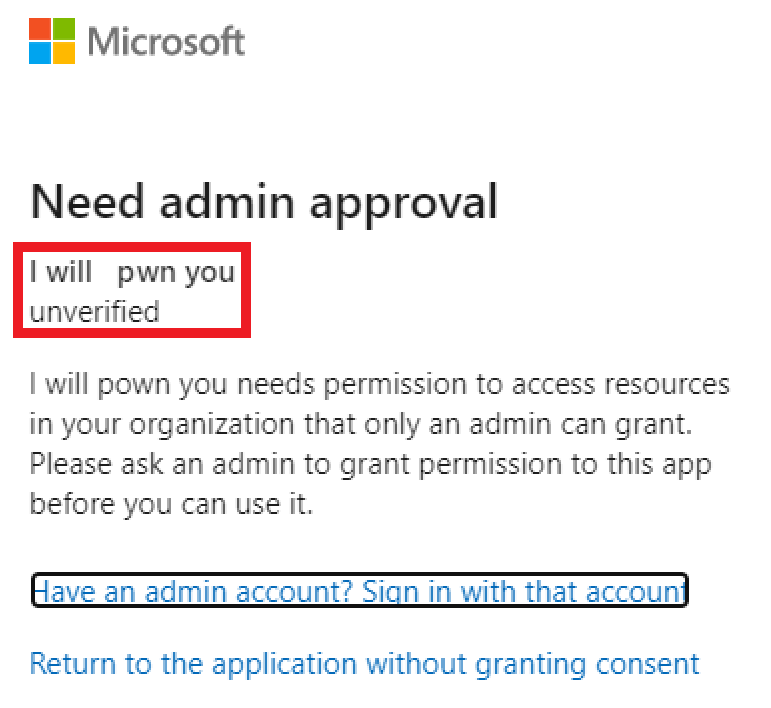 Microsoft
Need admin approval
I will pwn you
unverified
I will pown you needs permission to access resources
in your organization that only an admin can grant.
Please ask an admin to grant permission to this app
before you can use it.
Have an admin account? Sign in with that account
Return to the application without granting consent